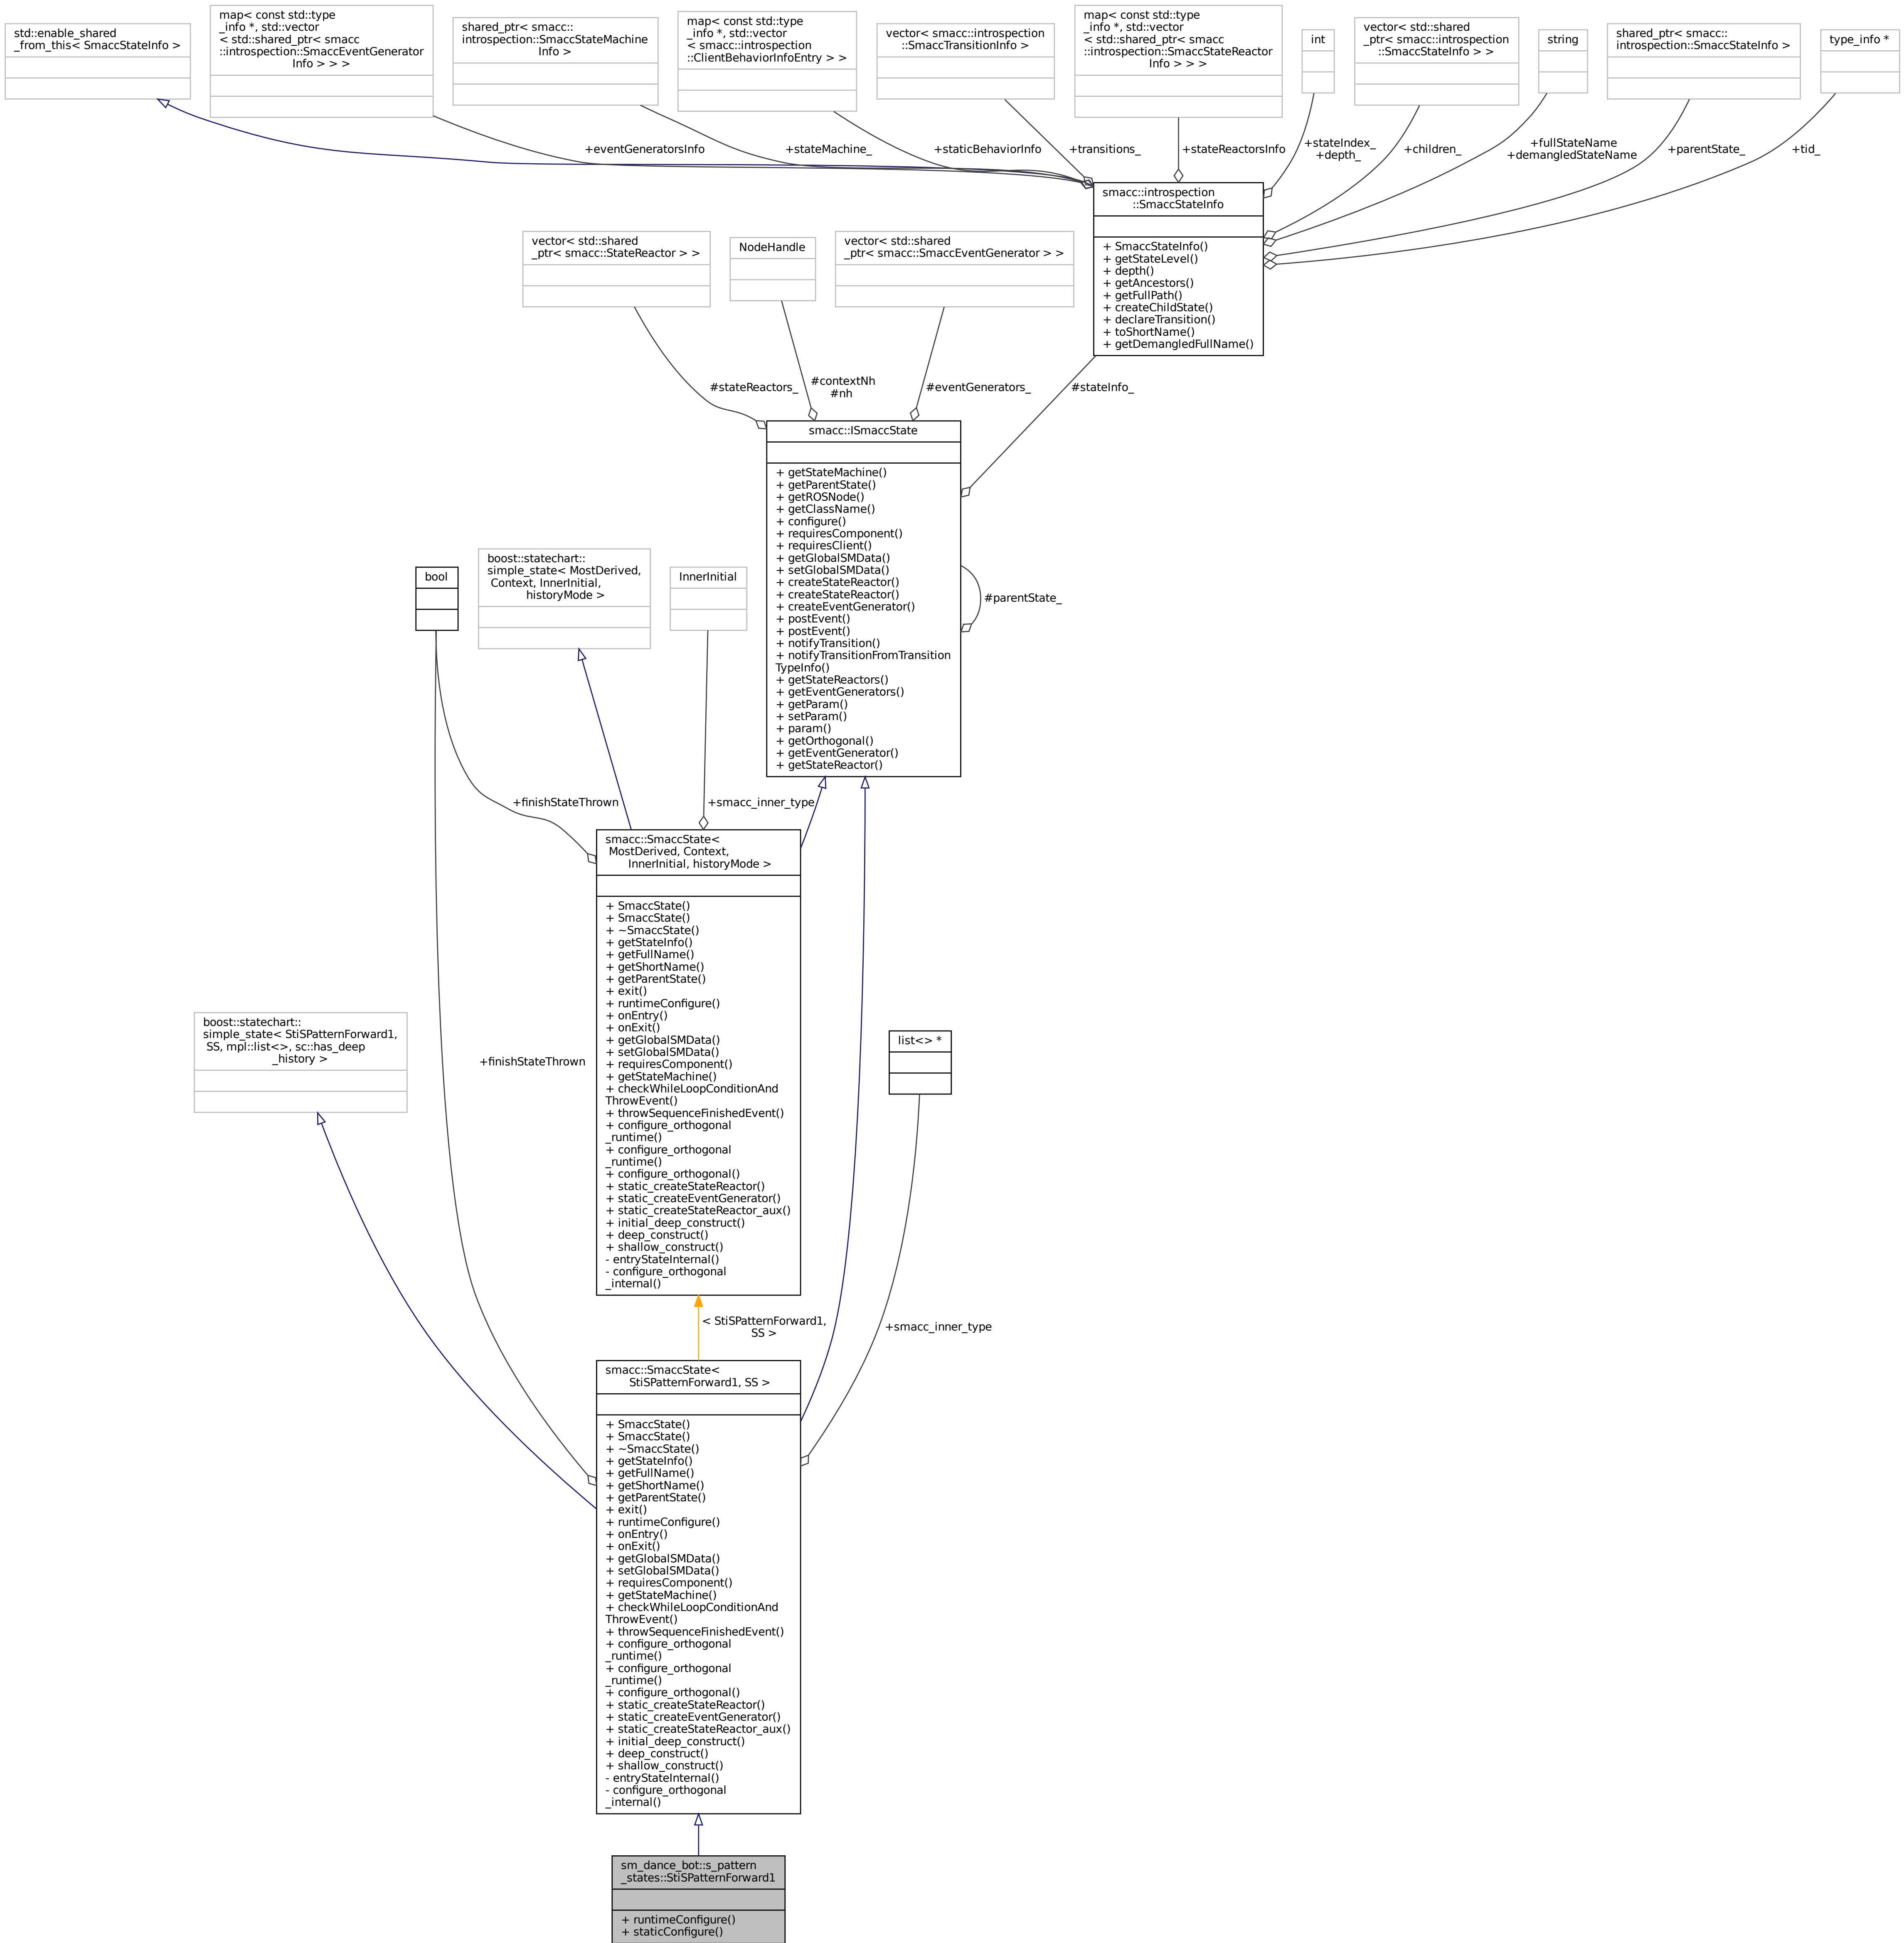 std::enable_shared
_from_this< SmaccStateInfo >
map< const std::type
_info *, std::vector
< std::shared_ptr< smacc
::introspection::SmaccEventGenerator
Info > > >
shared_ptr< smacc::
introspection::SmaccStateMachine
Info >
map< const std::type
_info *, std::vector
< smacc::introspection
::ClientBehaviorInfoEntry > >
vector< smacc::introspection
::SmaccTransitionInfo >
map< const std::type
_info *, std::vector
< std::shared_ptr< smacc
::introspection::SmaccStateReactor
Info > > >
int
vector< std::shared
_ptr< smacc::introspection
::SmaccStateInfo > >
string
shared_ptr< smacc::
introspection::SmaccStateInfo >
type_info *
+eventGeneratorsInfo
+stateMachine_
+staticBehaviorInfo
+transitions_
+stateReactorsInfo
+stateIndex_
+depth_
+children_
+fullStateName
+demangledStateName
+parentState_
+tid_
smacc::introspection
::SmaccStateInfo
+ SmaccStateInfo()
+ getStateLevel()
+ depth()
+ getAncestors()
+ getFullPath()
+ createChildState()
+ declareTransition()
+ toShortName()
+ getDemangledFullName()
vector< std::shared
_ptr< smacc::StateReactor > >
NodeHandle
vector< std::shared
_ptr< smacc::SmaccEventGenerator > >
#stateReactors_
#contextNh
#nh
#eventGenerators_
#stateInfo_
smacc::ISmaccState
+ getStateMachine()
+ getParentState()
+ getROSNode()
+ getClassName()
+ configure()
+ requiresComponent()
+ requiresClient()
+ getGlobalSMData()
+ setGlobalSMData()
+ createStateReactor()
+ createStateReactor()
+ createEventGenerator()
+ postEvent()
+ postEvent()
+ notifyTransition()
+ notifyTransitionFromTransition
TypeInfo()
+ getStateReactors()
+ getEventGenerators()
+ getParam()
+ setParam()
+ param()
+ getOrthogonal()
+ getEventGenerator()
+ getStateReactor()
#parentState_
bool
boost::statechart::
simple_state< MostDerived,
Context, InnerInitial,
historyMode >
InnerInitial
+finishStateThrown
+smacc_inner_type
smacc::SmaccState<
MostDerived, Context,
InnerInitial, historyMode >
+ SmaccState()
+ SmaccState()
+ ~SmaccState()
+ getStateInfo()
+ getFullName()
+ getShortName()
+ getParentState()
+ exit()
+ runtimeConfigure()
+ onEntry()
+ onExit()
+ getGlobalSMData()
+ setGlobalSMData()
+ requiresComponent()
+ getStateMachine()
+ checkWhileLoopConditionAnd
ThrowEvent()
+ throwSequenceFinishedEvent()
+ configure_orthogonal
_runtime()
+ configure_orthogonal
_runtime()
+ configure_orthogonal()
+ static_createStateReactor()
+ static_createEventGenerator()
+ static_createStateReactor_aux()
+ initial_deep_construct()
+ deep_construct()
+ shallow_construct()
- entryStateInternal()
- configure_orthogonal
_internal()
boost::statechart::
simple_state< StiSPatternForward1,
SS, mpl::list<>, sc::has_deep
_history >
+finishStateThrown
list<> *
< StiSPatternForward1,
SS >
+smacc_inner_type
smacc::SmaccState<
StiSPatternForward1, SS >
+ SmaccState()
+ SmaccState()
+ ~SmaccState()
+ getStateInfo()
+ getFullName()
+ getShortName()
+ getParentState()
+ exit()
+ runtimeConfigure()
+ onEntry()
+ onExit()
+ getGlobalSMData()
+ setGlobalSMData()
+ requiresComponent()
+ getStateMachine()
+ checkWhileLoopConditionAnd
ThrowEvent()
+ throwSequenceFinishedEvent()
+ configure_orthogonal
_runtime()
+ configure_orthogonal
_runtime()
+ configure_orthogonal()
+ static_createStateReactor()
+ static_createEventGenerator()
+ static_createStateReactor_aux()
+ initial_deep_construct()
+ deep_construct()
+ shallow_construct()
- entryStateInternal()
- configure_orthogonal
_internal()
sm_dance_bot::s_pattern
_states::StiSPatternForward1
+ runtimeConfigure()
+ staticConfigure()